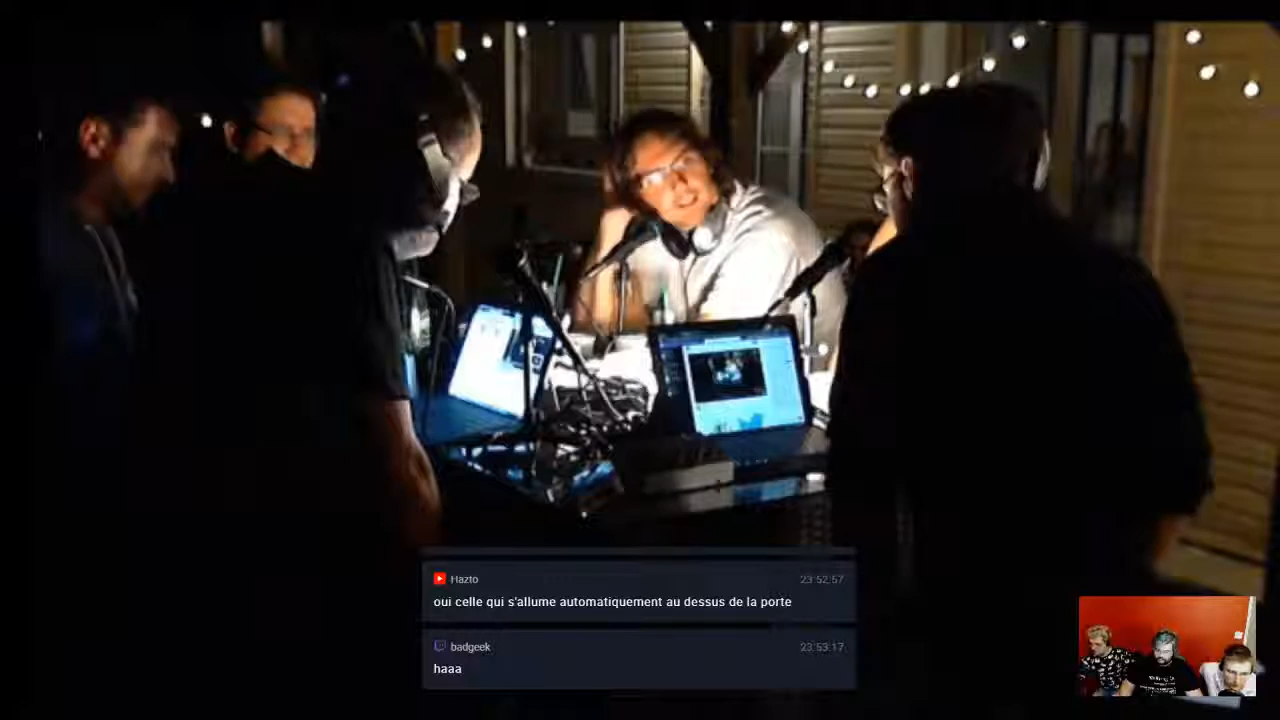 Hazto 23:52:57
oui celle qui s'allume automatiquement au dessus de la porte
badgeek 23:53:17
haaa